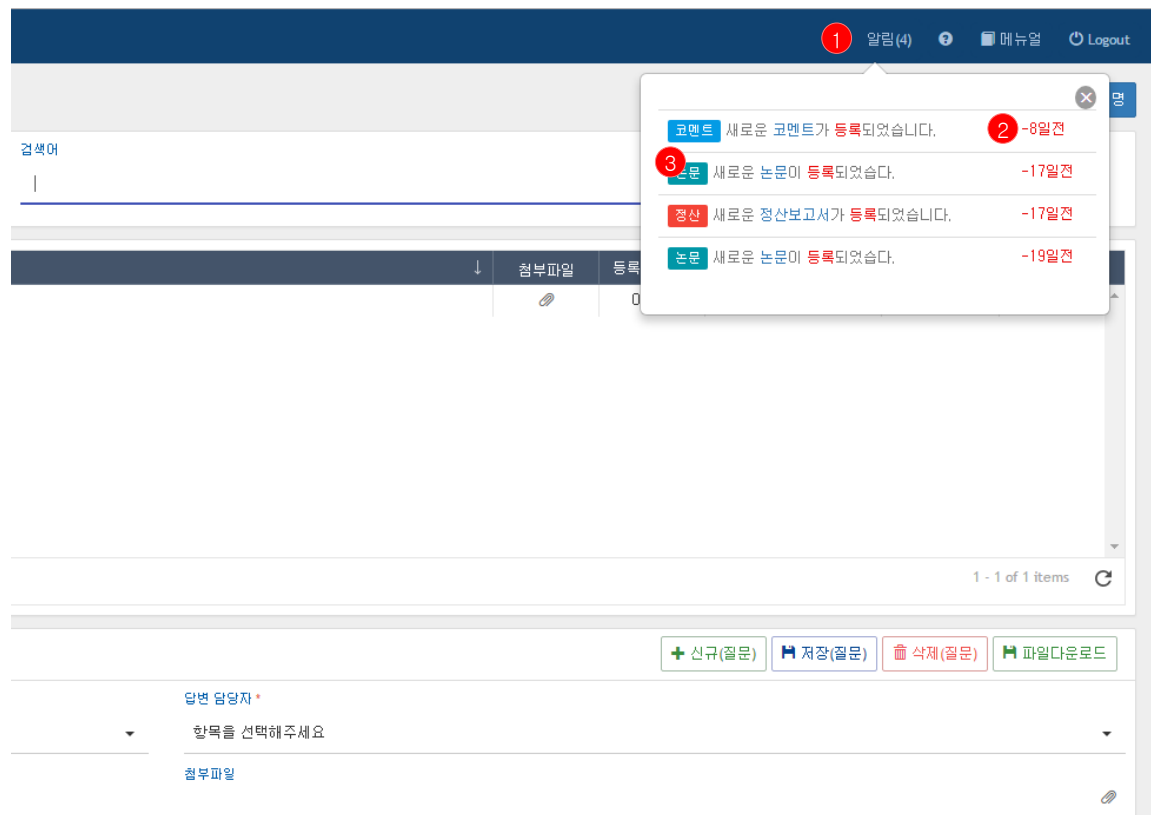 1 알림(4) 메뉴얼 Logout
명
검색어
코멘트 새로운 코멘트가 등록되었습니다. 2 -8일전
3 새로운 논문이 등록되었습다. -17일전
정산 새로운 정산보고서가 등록되었습니다. -17일전
논문 새로운 논문이 등록되었습다. -19일전
첨부파일 등록
1 - 1 of 1 items
신규(질문) 저장(질문) 삭제(질문) 파일다운로드
답변 담당자 *
항목을 선택해주세요
첨부파일